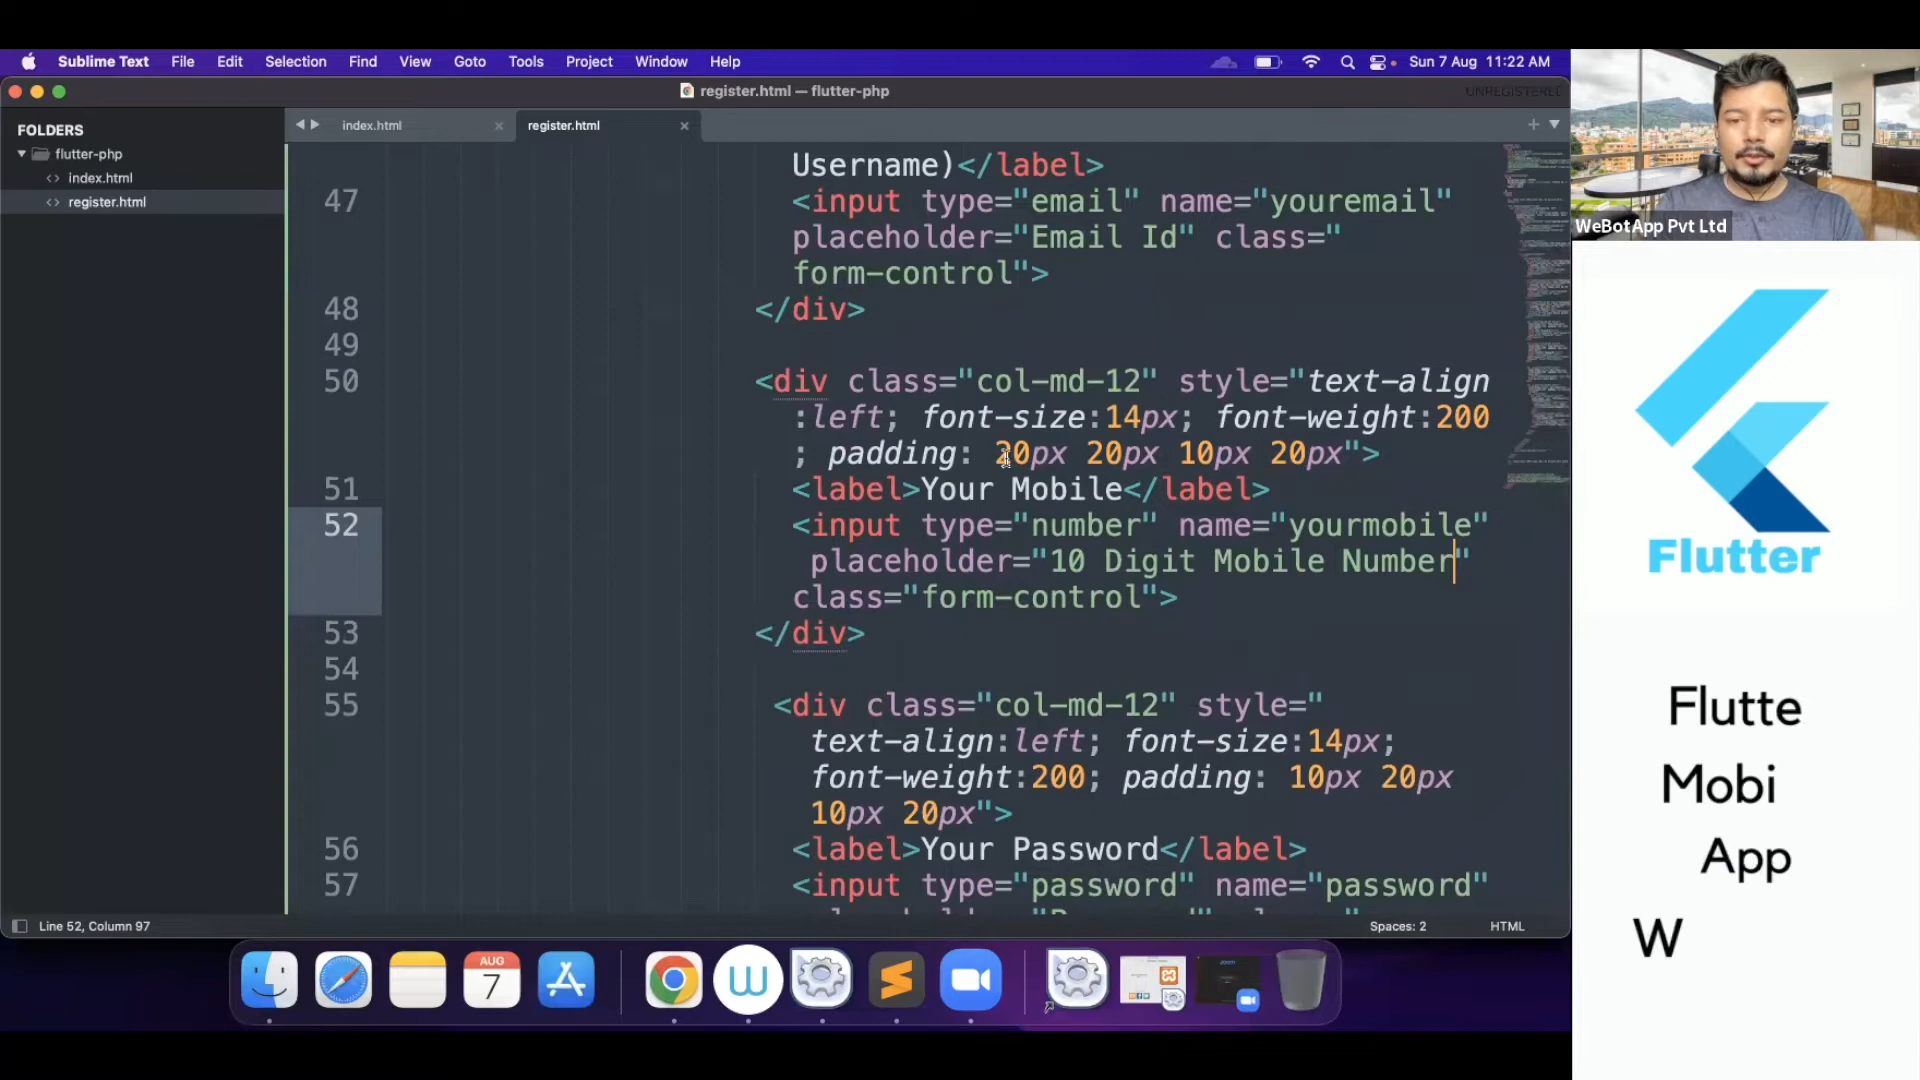 Sublime Text File Edit Selection Find View Goto Tools Project Window Help Sun 7 Aug 11:22 AM
register.html — flutter-php UNREGISTERED
FOLDERS
flutter-php
index.html
register.html
index.html register.html
Username)</label>
47 <input type="email" name="youremail"
placeholder="Email Id" class="
form-control">
48 </div>
49
50 <div class="col-md-12" style="text-align
:left; font-size:14px; font-weight:200
; padding: 20px 20px 10px 20px">
51 <label>Your Mobile</label>
52 <input type="number" name="yourmobile"
placeholder="10 Digit Mobile Number"
class="form-control">
53 </div>
54
55 <div class="col-md-12" style="
text-align:left; font-size:14px;
font-weight:200; padding: 10px 20px
10px 20px">
56 <label>Your Password</label>
57 <input type="password" name="password"
Line 52, Column 97 Spaces: 2 HTML
AUG
7
W
zoom
WeBotApp Pvt Ltd
Flutter
Flutte
Mobi
App
W